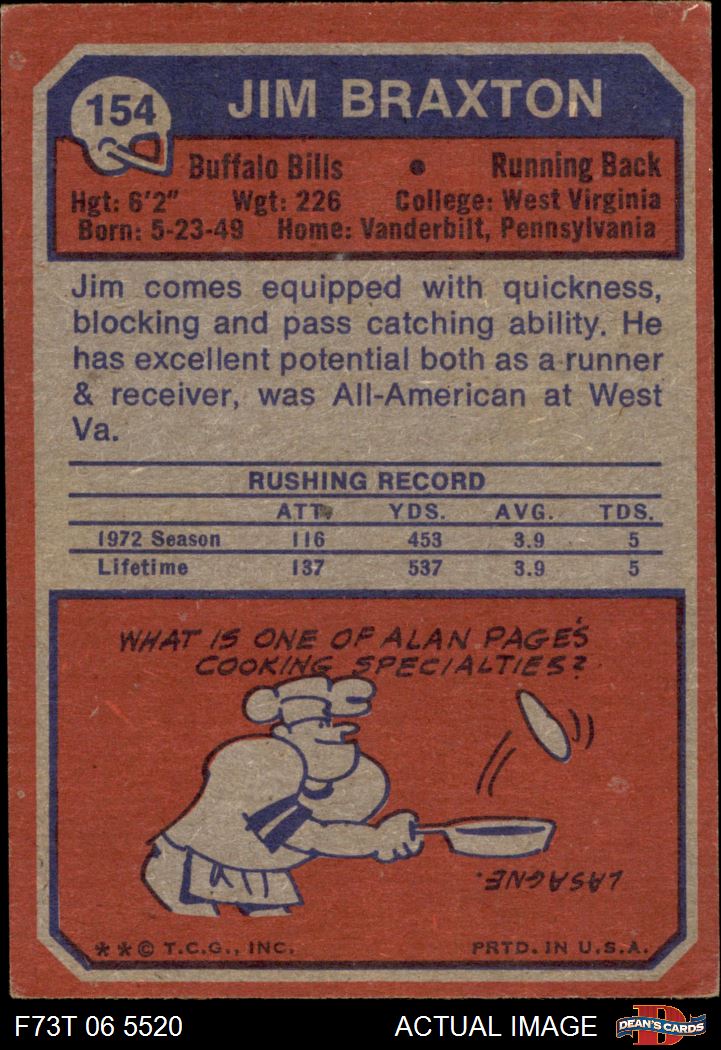 154
JIM BRAXTON
Buffalo Bills • Running Back
Hgt: 6'2" Wgt: 226 College: West Virginia
Born: 5-23-49 Home: Vanderbilt, Pennsylvania
Jim comes equipped with quickness,
blocking and pass catching ability. He
has excellent potential both as a runner
& receiver, was All-American at West
Va.
RUSHING RECORD
ATT. YDS. AVG. TDS.
1972 Season 116 453 3.9 5
Lifetime 137 537 3.9 5
WHAT IS ONE OF ALAN PAGE'S
COOKING SPECIALTIES?
LASAGNE.
**© T.C.G., INC. PRTD. IN U.S.A.
F73T 06 5520 ACTUAL IMAGE DEAN'S CARDS